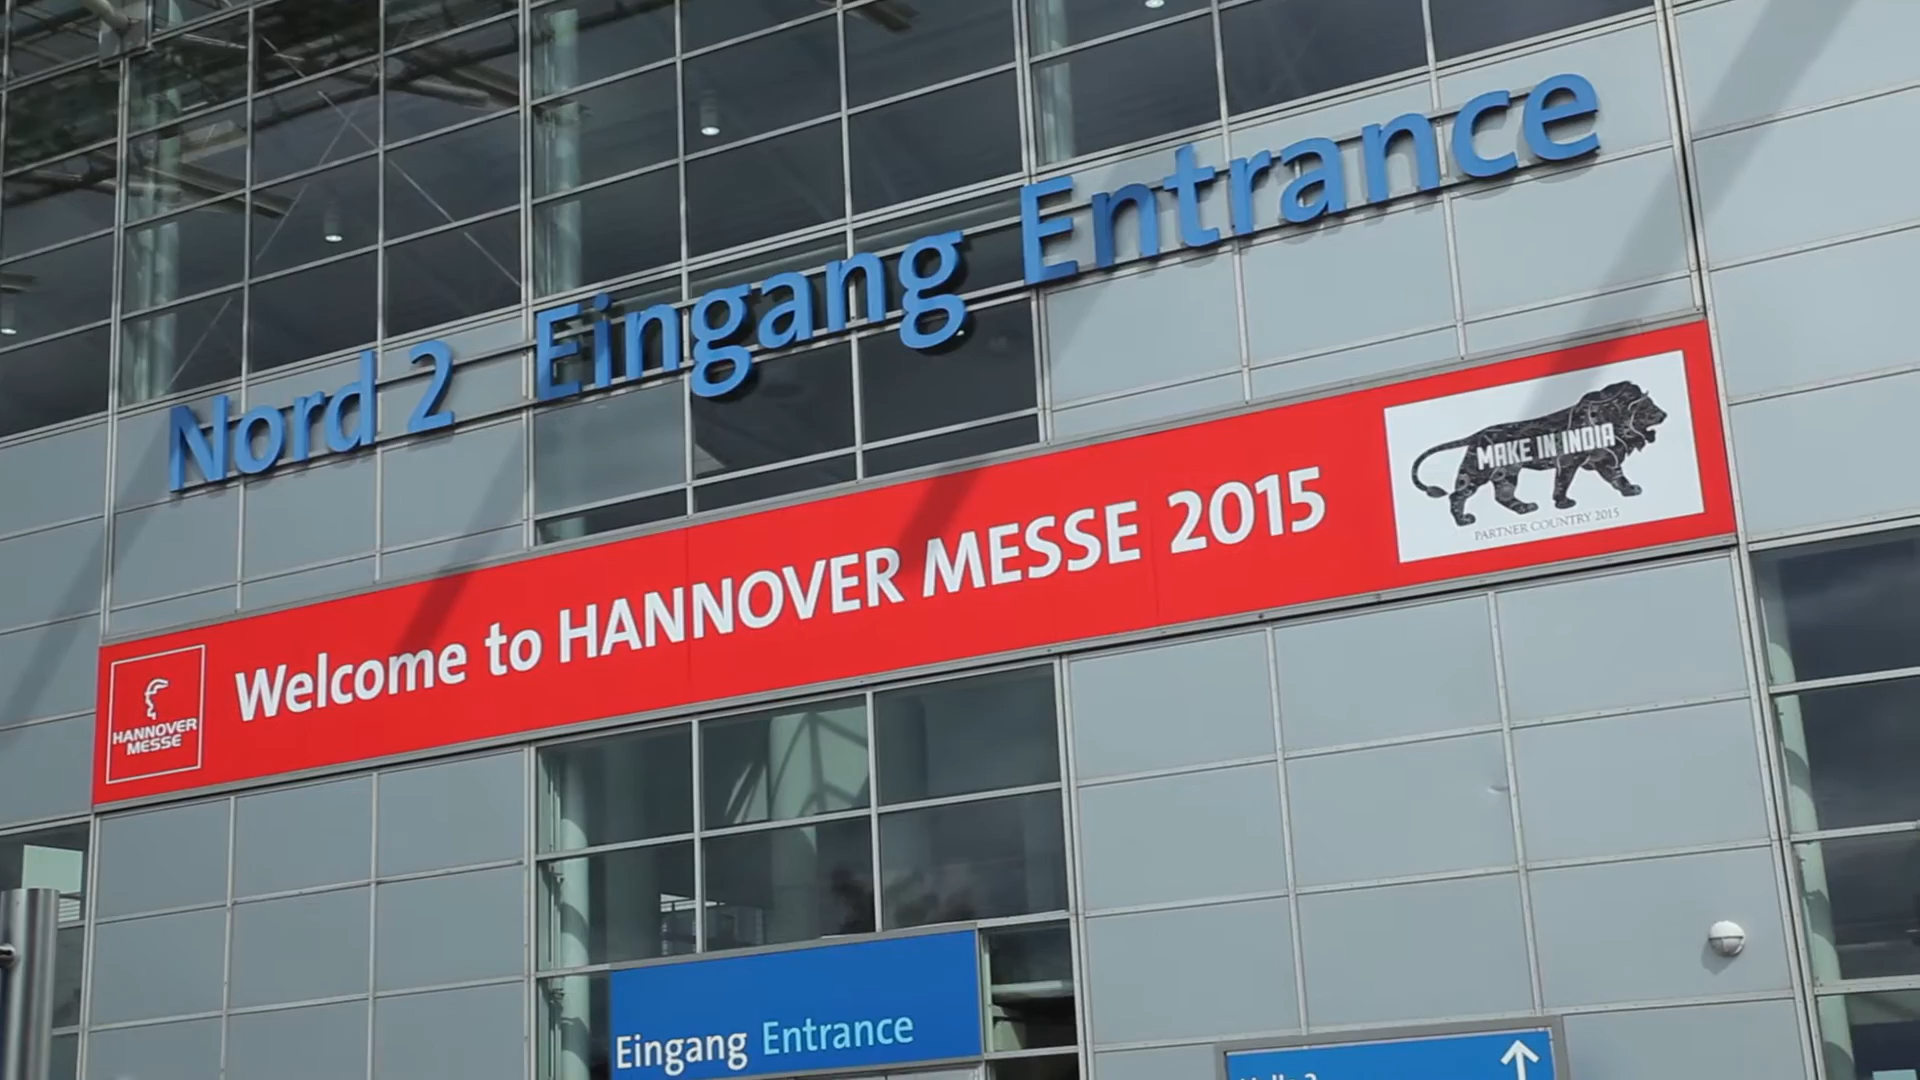 Nord 2 Eingang Entrance
MAKE IN INDIA
PARTNER COUNTRY 2015
Welcome to HANNOVER MESSE 2015
HANNOVER
MESSE
Eingang Entrance